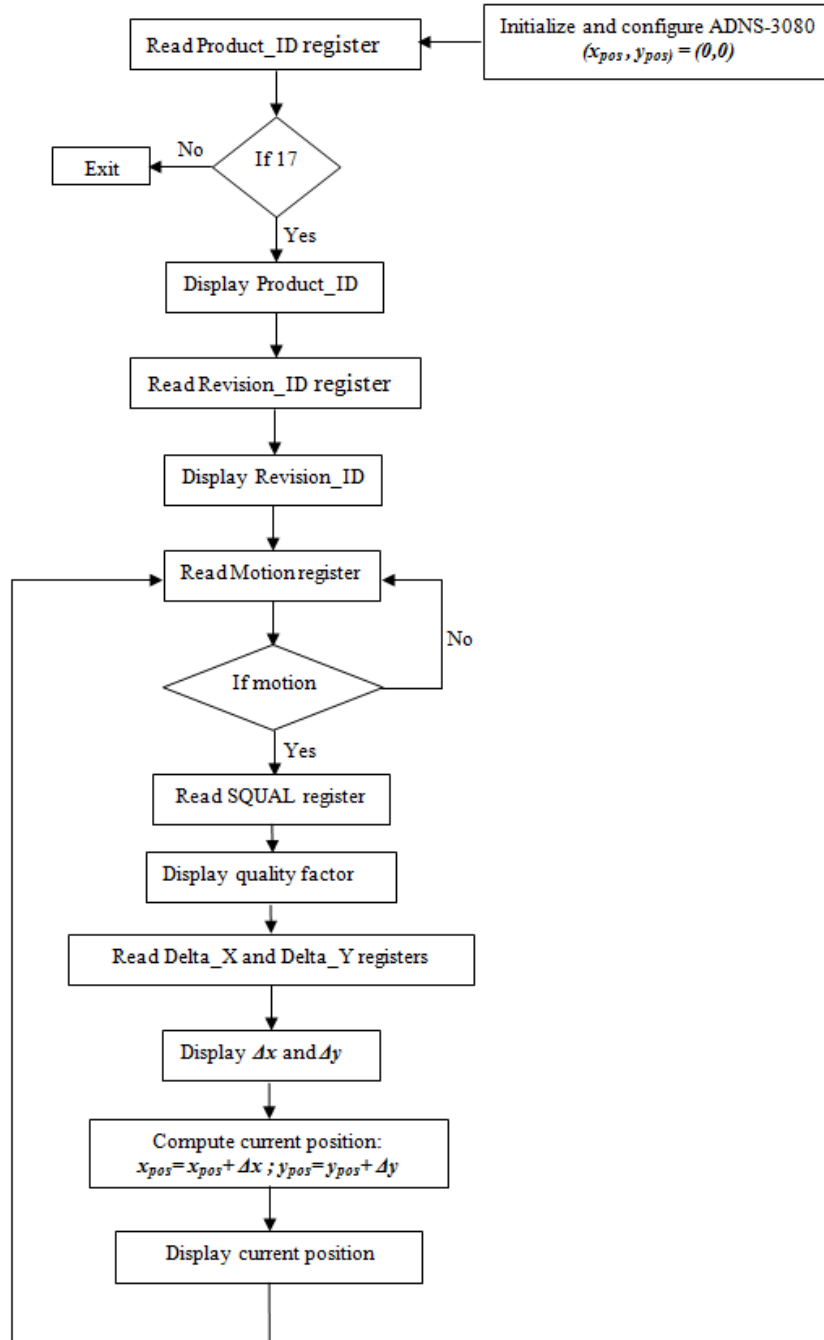 Initialize and configure ADNS-3080
(xpos , ypos) = (0,0)
Read Product_ID register
If 17
No
Exit
Yes
Display Product_ID
Read Revision_ID register
Display Revision_ID
Read Motion register
If motion
No
Yes
Read SQUAL register
Display quality factor
Read Delta_X and Delta_Y registers
Display Δx and Δy
Compute current position:
xpos=xpos+Δx ; ypos=ypos+Δy
Display current position